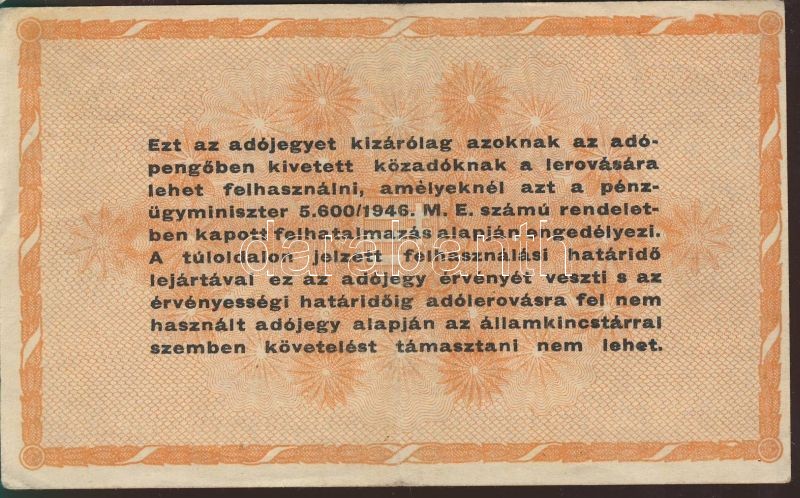 Ezt az adójegyet kizárólag azoknak az adó-
pengőben kivetett közadóknak a lerovására
lehet felhasználni, amelyeknél azt a pénz-
ügyminiszter 5.600/1946. M. E. számú rendelet-
ben kapott felhatalmazás alapján engedélyezi.
A túloldalon jelzett felhasználási határidő
lejártával ez az adójegy érvényét veszti s az
érvényességi határidőig adólerovásra fel nem
használt adójegy alapján az államkincstárral
szemben követelést támasztani nem lehet.
darabanth